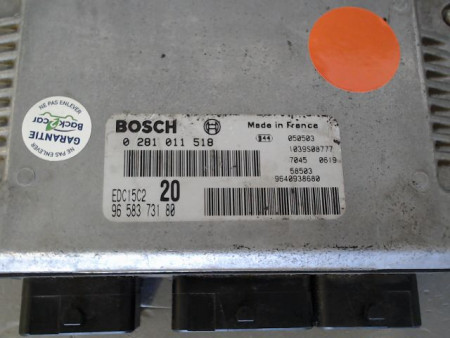 NE PAS ENLEVER
Back2car
GARANTIE
NE PAS ENLEVER
BOSCH
Made in France
0 281 011 518
050503
1039S08777
7045 0619
58503
9640938680
EDC15C2 20
96 583 731 80